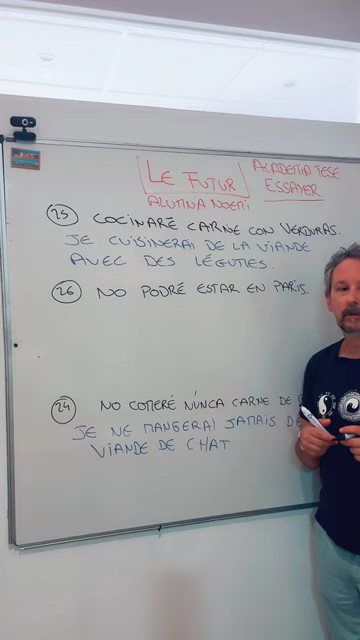 LE FUTUR
ALUMNA NOEMI
ACADEMIA TESE
ESSAYER
25 COCINARÉ CARNE CON VERDURAS.
JE CUISINERAI DE LA VIANDE
AVEC DES LÉGUMES.
26 NO PODRÉ ESTAR EN PARÍS.
24 NO COMERÉ NÚNCA CARNE DE
JE NE MANGERAI JAMAIS DE
VIANDE DE CHAT